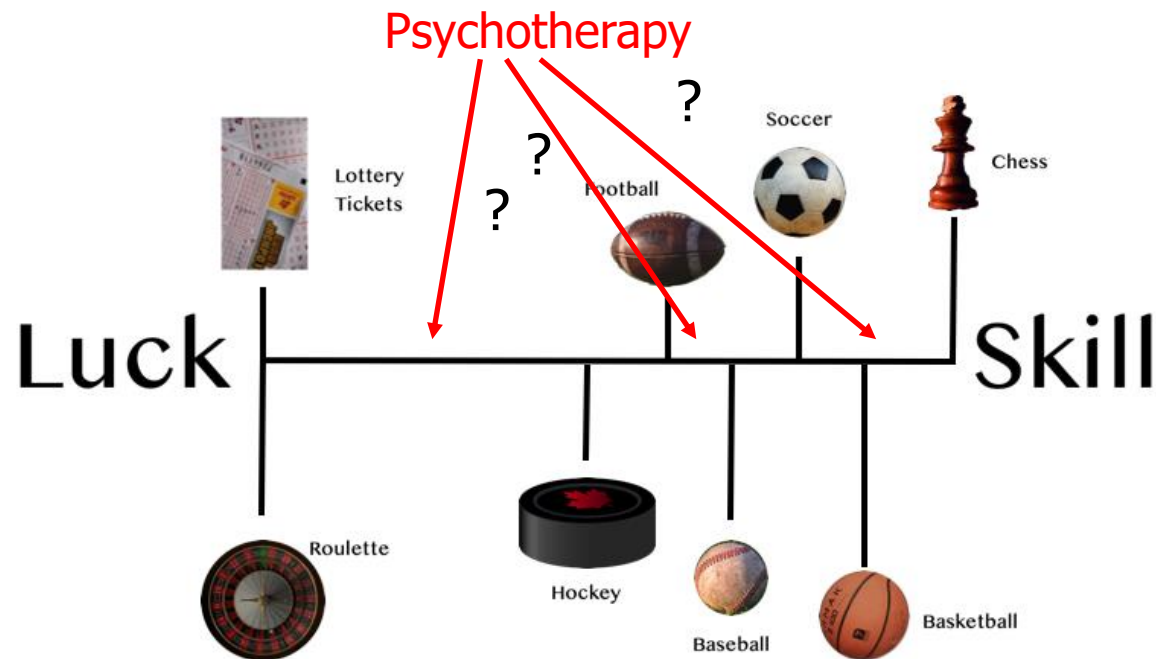 Psychotherapy
?
?
?
Lottery
Tickets
Football
Soccer
Chess
Luck
Skill
Roulette
Hockey
Baseball
Basketball